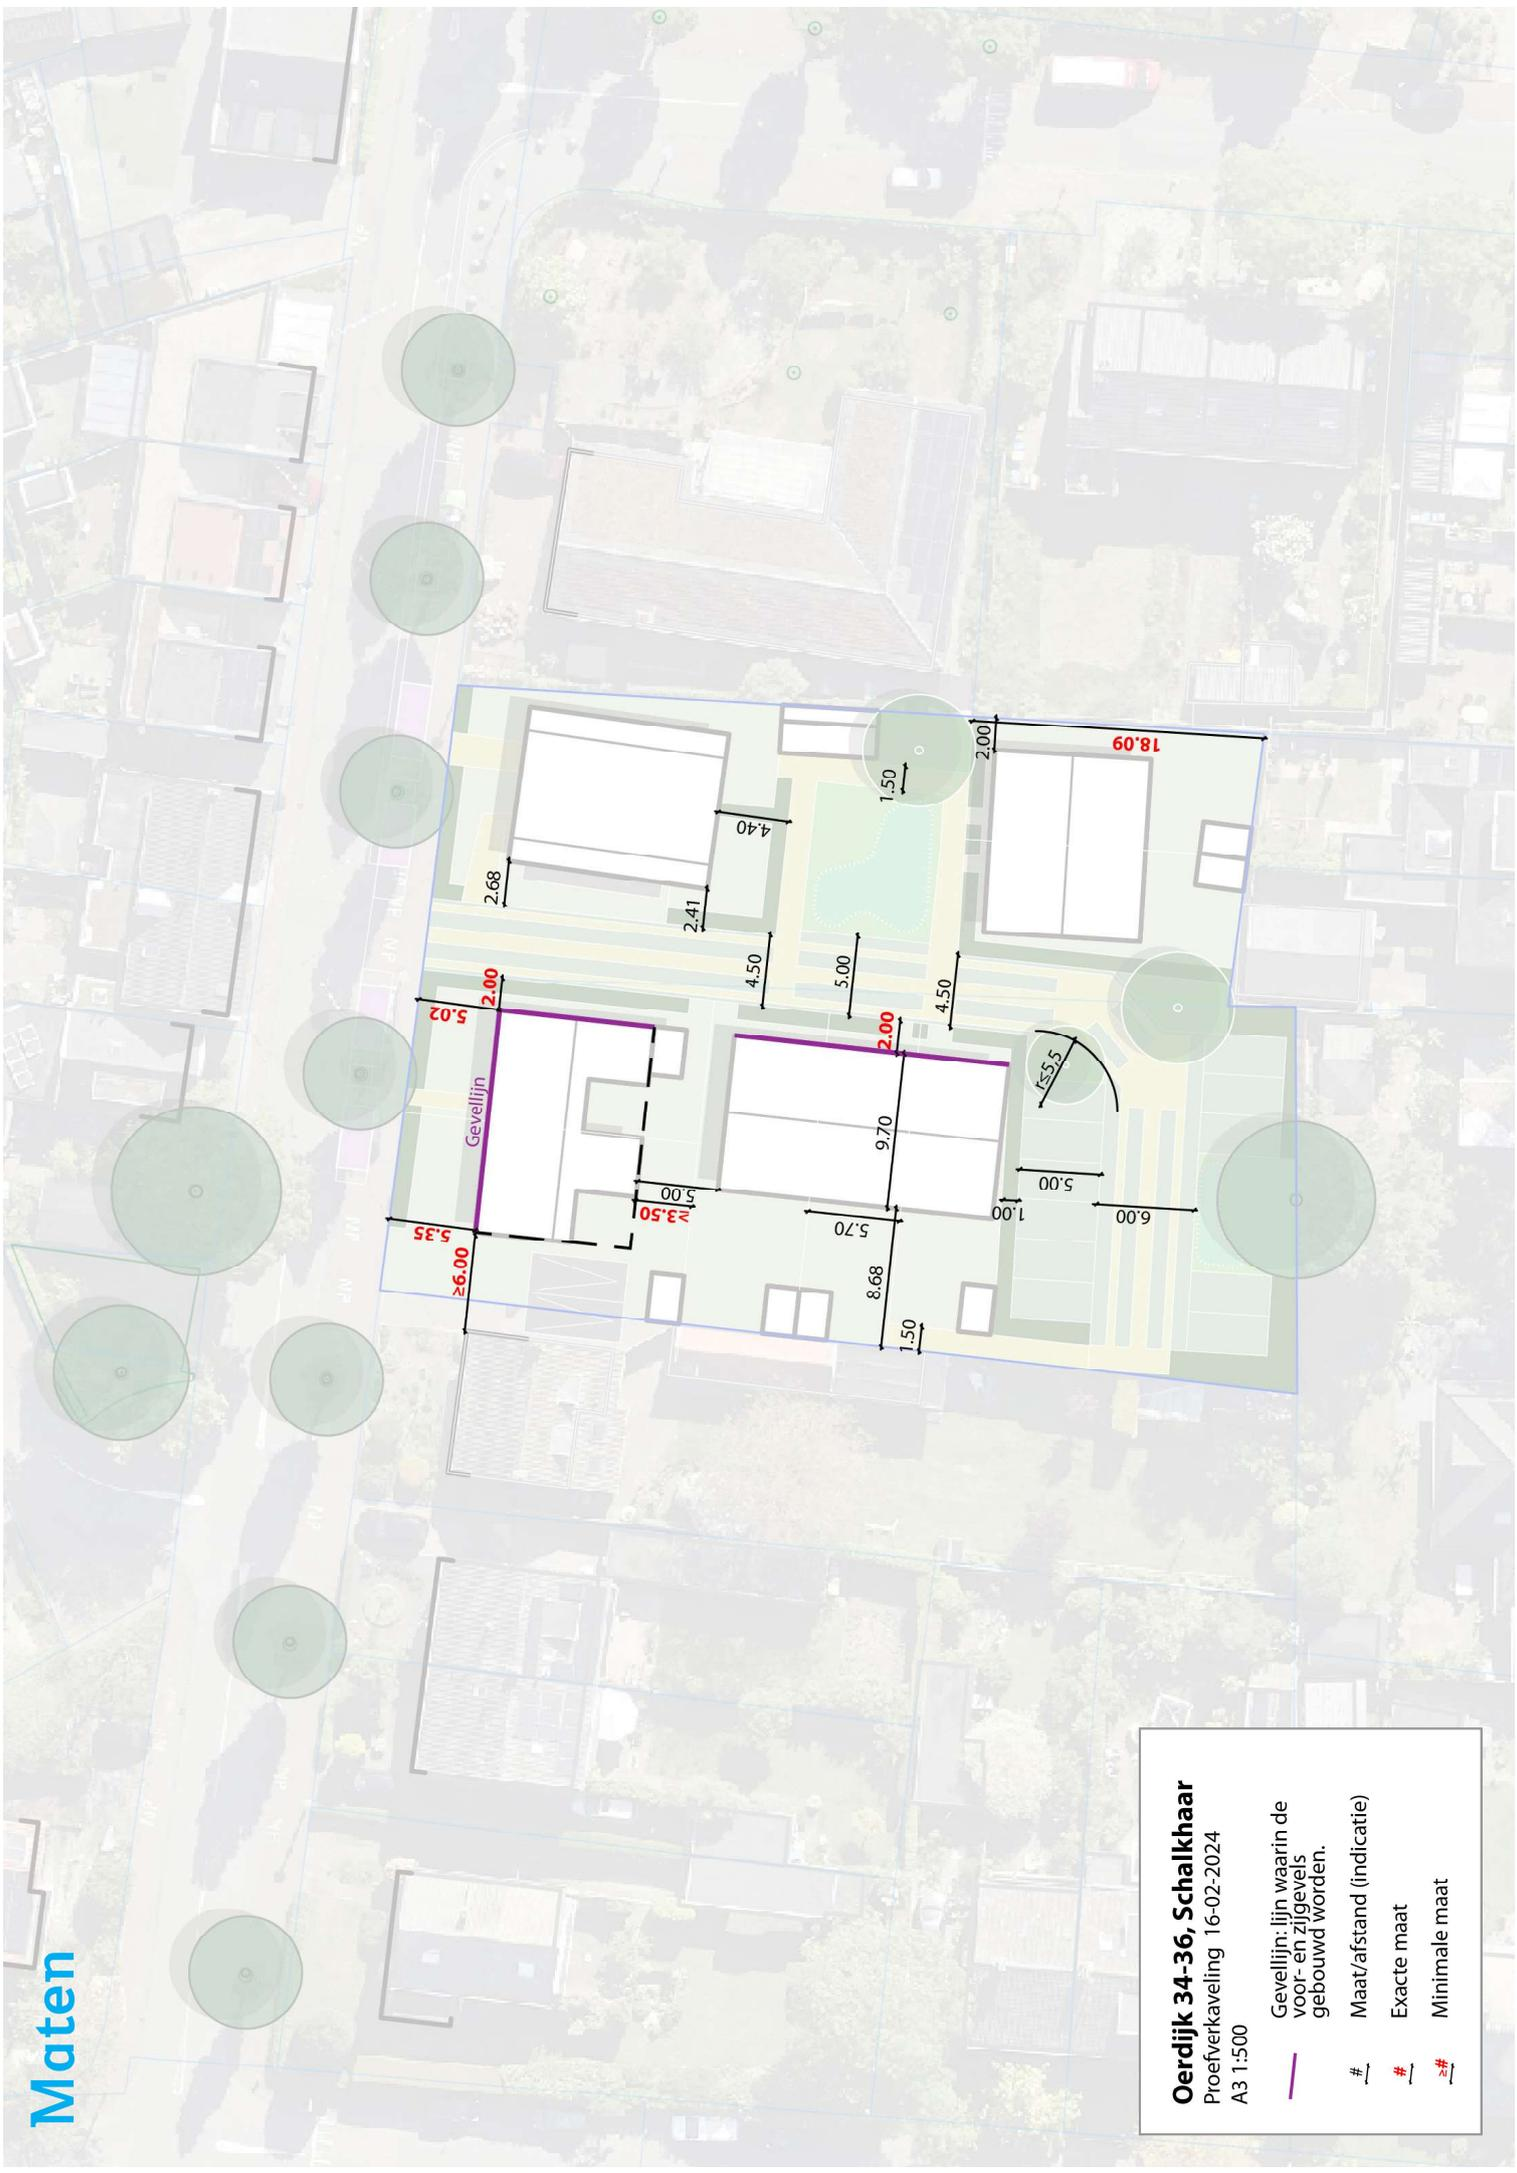 Maten
2.68
2.41
4.40
4.50
5.00
4.50
1.50
2.00
18.09
2.00
5.02
Gevellijn
5.35
≥6.00
5.00
≥3.50
2.00
9.70
5.70
8.68
1.50
1.00
5.00
6.00
r≤5,5
Oerdijk 34-36, Schalkhaar
Proefverkaveling 16-02-2024
A3 1:500
Gevellijn: lijn waarin de
voor- en zijgevels
gebouwd worden.
# Maat/afstand (indicatie)
# Exacte maat
≥# Minimale maat